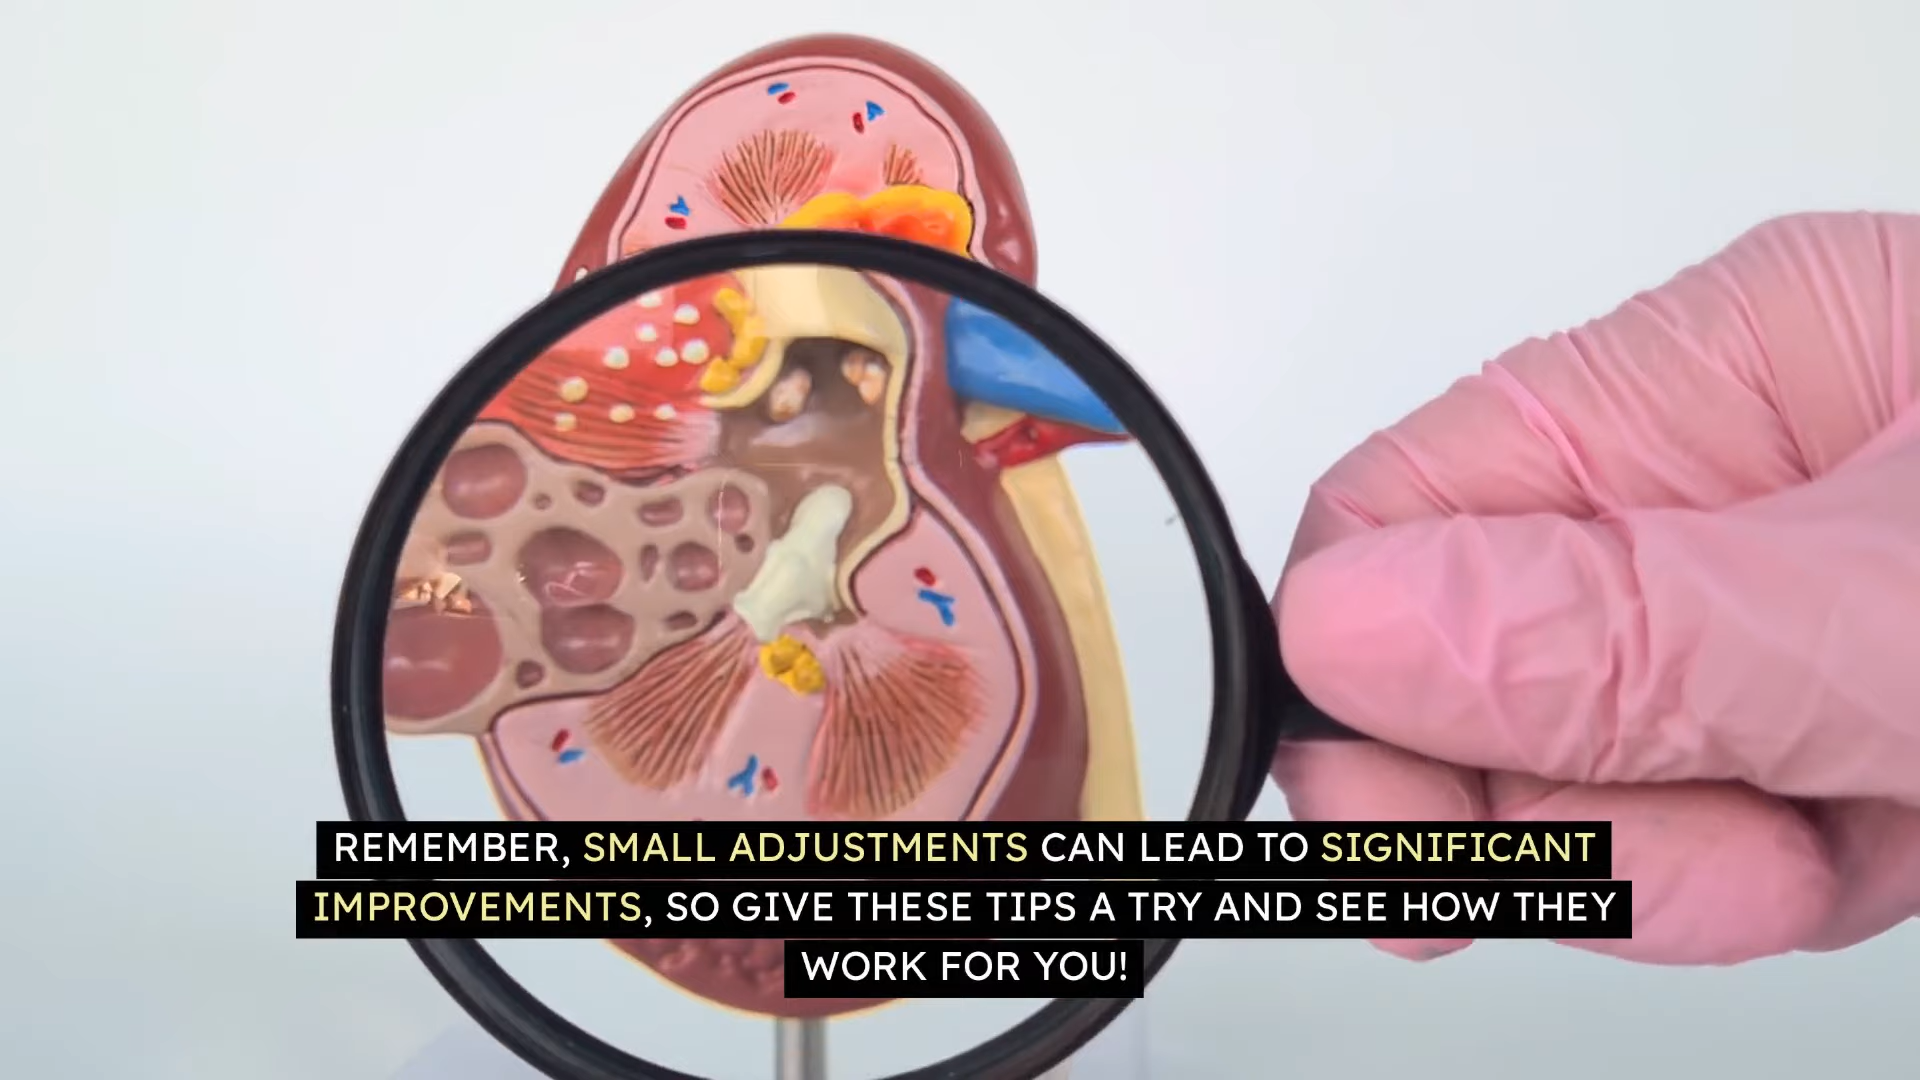 REMEMBER, SMALL ADJUSTMENTS CAN LEAD TO SIGNIFICANT
IMPROVEMENTS, SO GIVE THESE TIPS A TRY AND SEE HOW THEY
WORK FOR YOU!